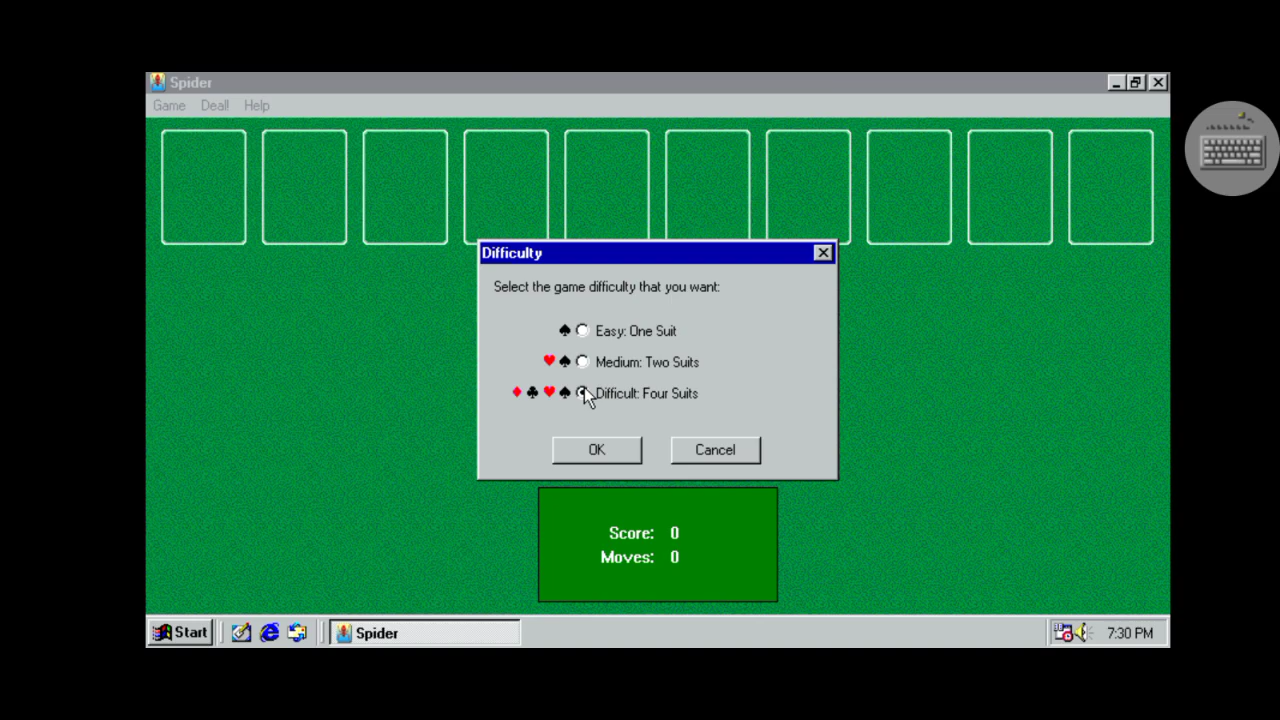 Spider
Game Deal! Help
Difficulty
Select the game difficulty that you want:
Easy: One Suit
Medium: Two Suits
Difficult: Four Suits
OK Cancel
Score: 0
Moves: 0
Start Spider 7:30 PM